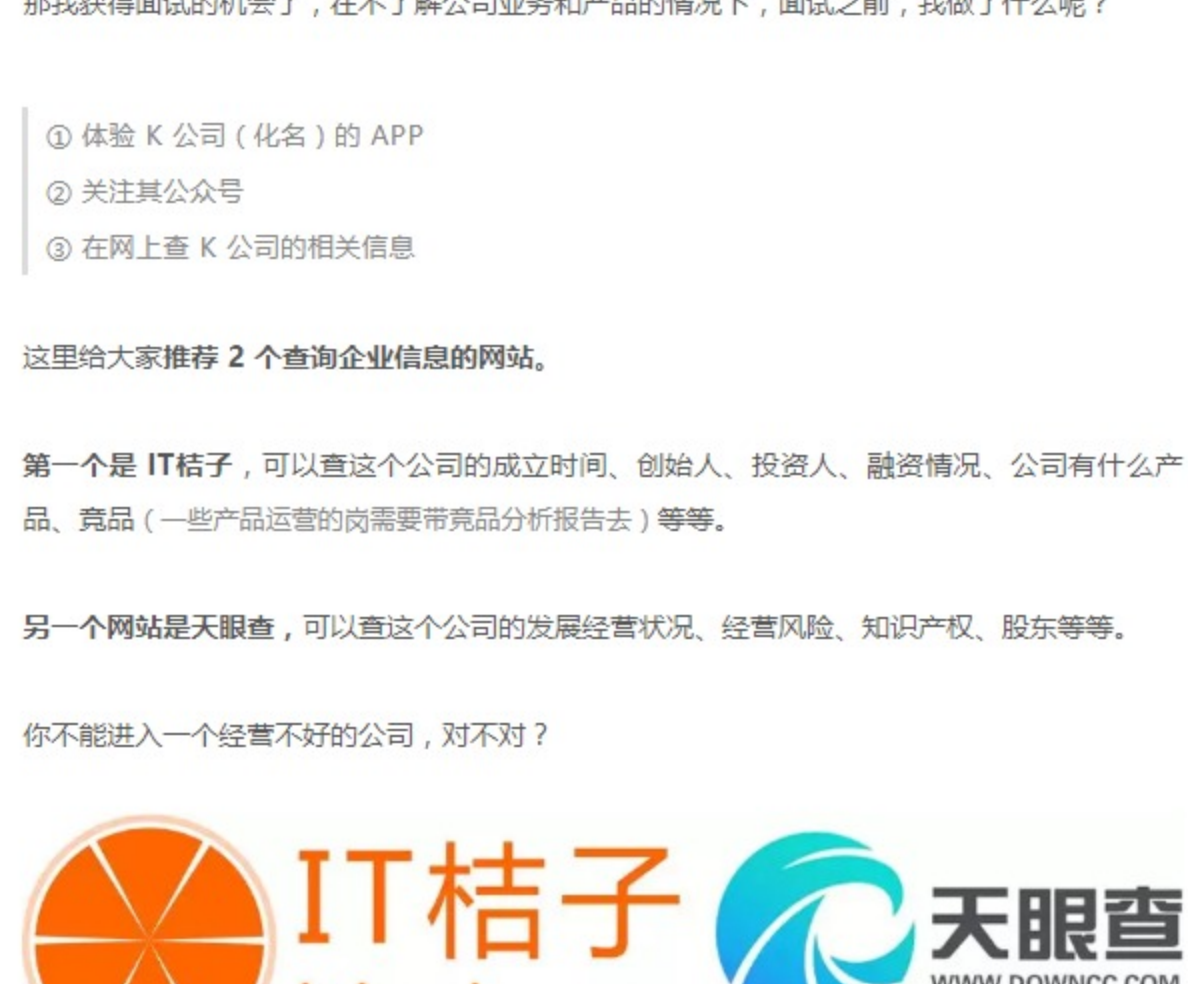 那我获得面试的机会了，在不了解公司业务和产品的情况下，面试之前，我做了什么呢？
① 体验 K 公司（化名）的 APP
② 关注其公众号
③ 在网上查 K 公司的相关信息
这里给大家推荐 2 个查询企业信息的网站。
第一个是 IT桔子，可以查这个公司的成立时间、创始人、投资人、融资情况、公司有什么产
品、竞品（一些产品运营的岗需要带竞品分析报告去）等等。
另一个网站是天眼查，可以查这个公司的发展经营状况、经营风险、知识产权、股东等等。
你不能进入一个经营不好的公司，对不对？
IT桔子
天眼查
WWW.DOWNCC.COM